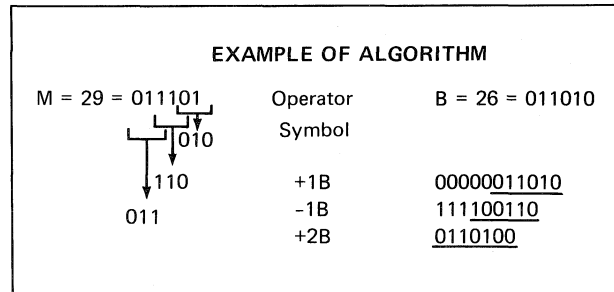 EXAMPLE OF ALGORITHM
M = 29 = 011101 Operator B = 26 = 011010
010 Symbol
110 +1B 00000011010
-1B 111100110
011
+2B 0110100